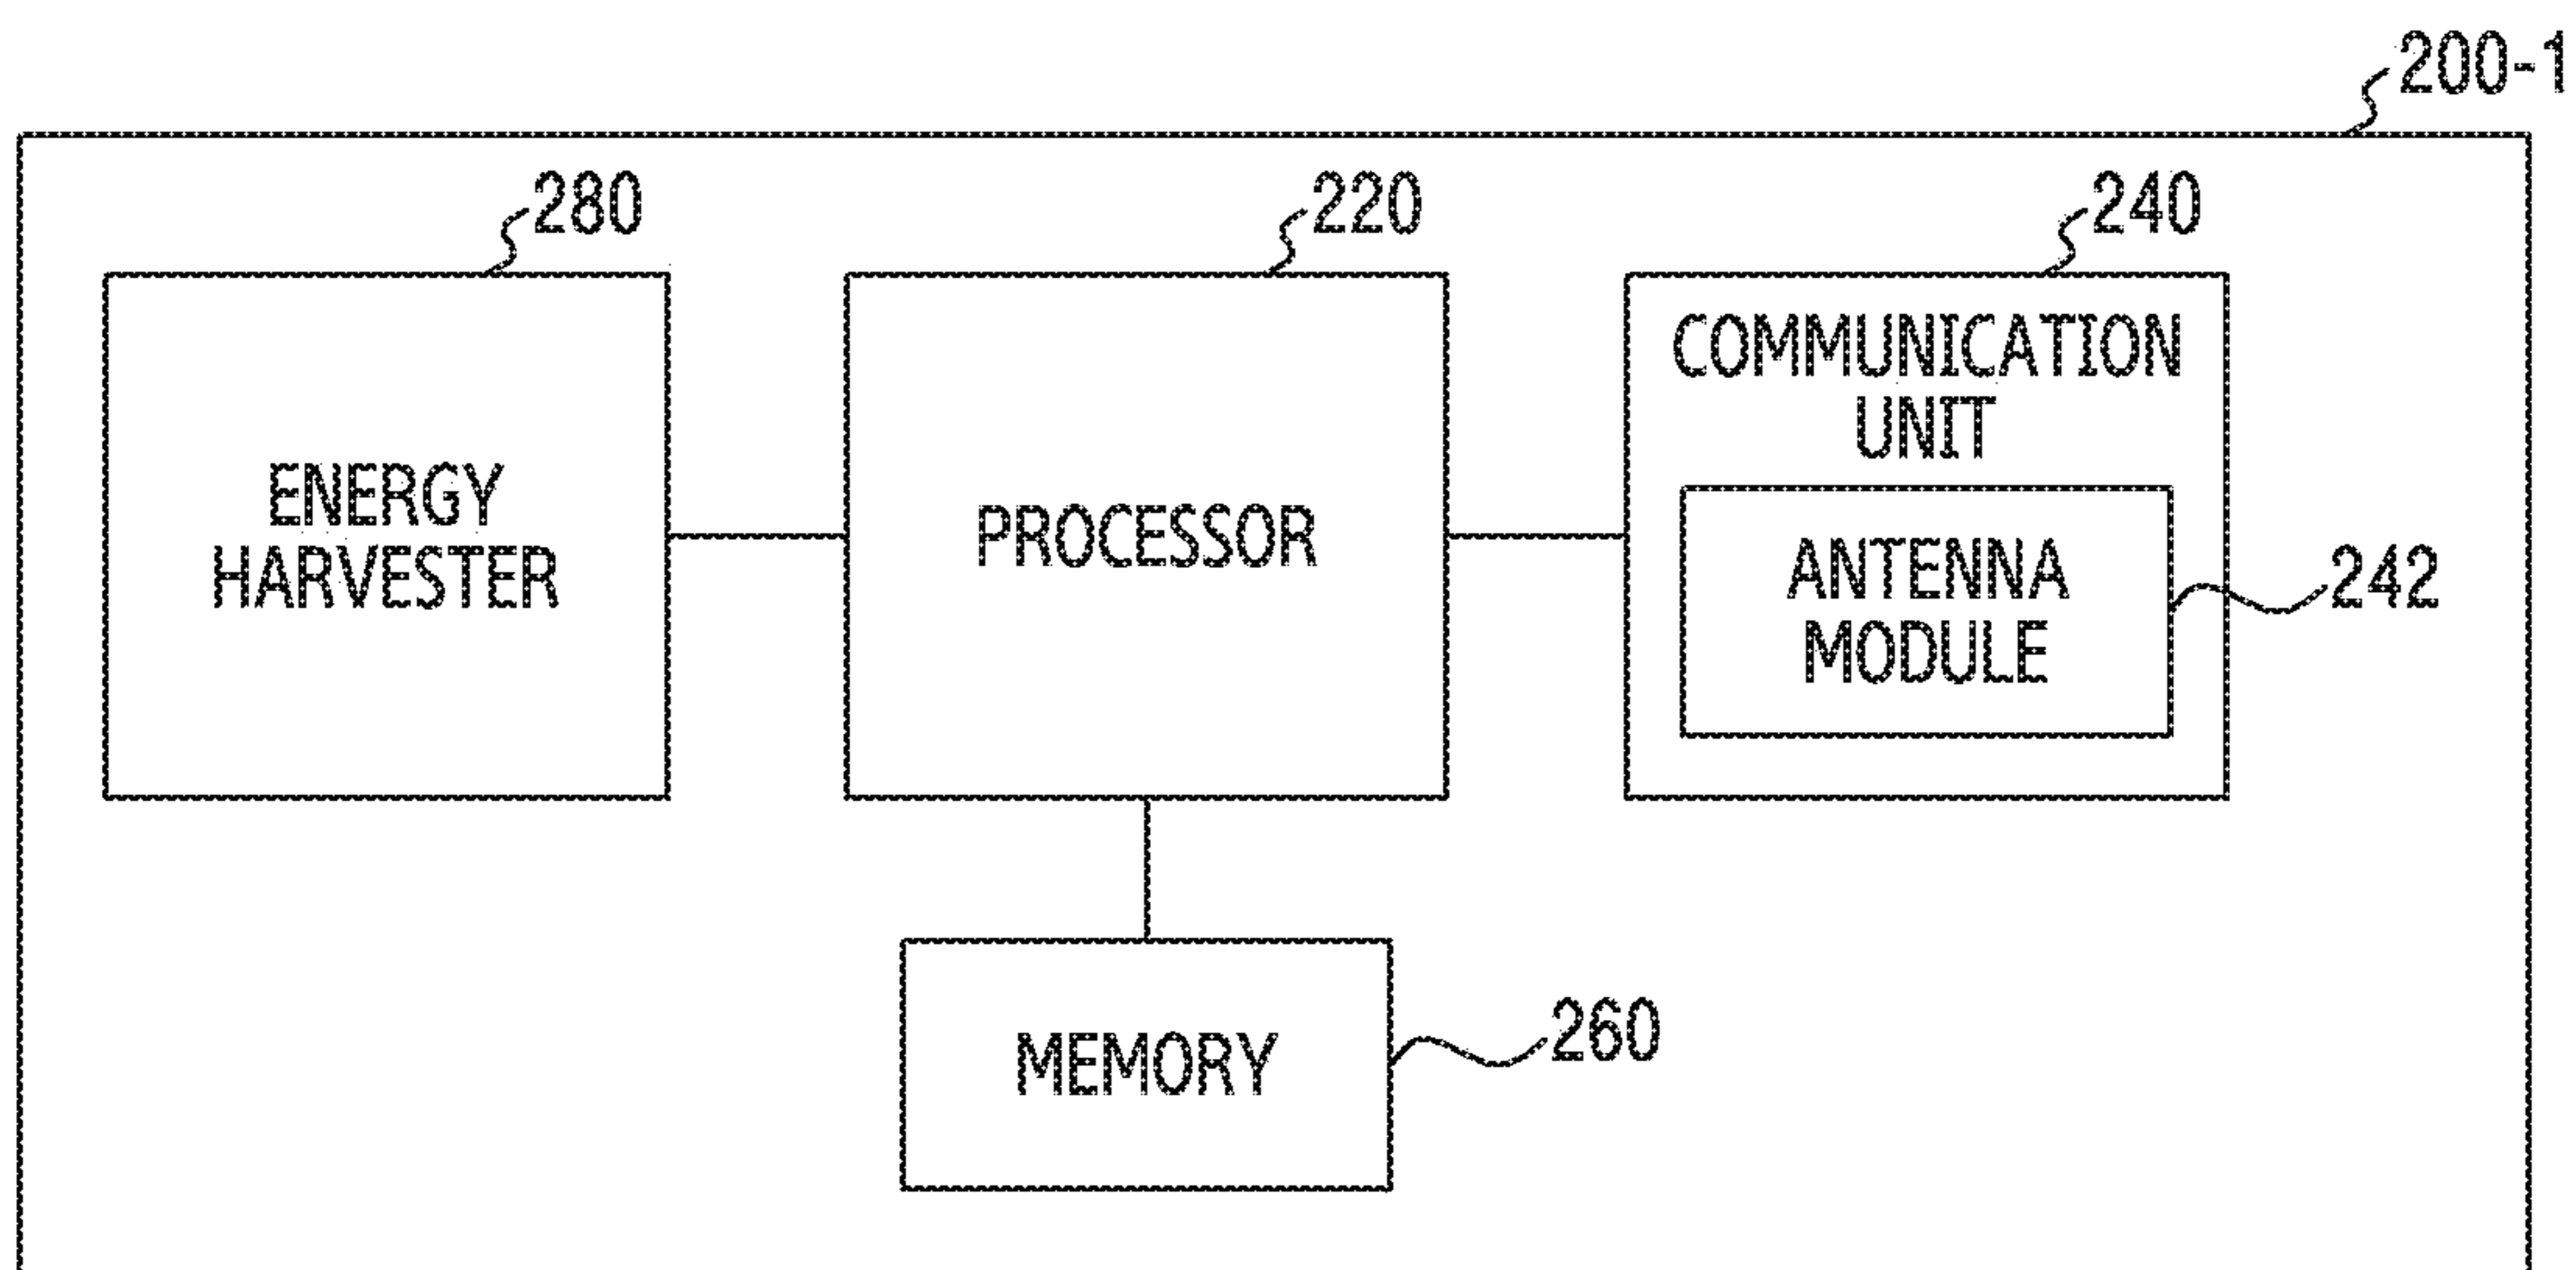 200-1
280
220
240
ENERGY
HARVESTER
PROCESSOR
COMMUNICATION
UNIT
ANTENNA
MODULE
242
MEMORY
260